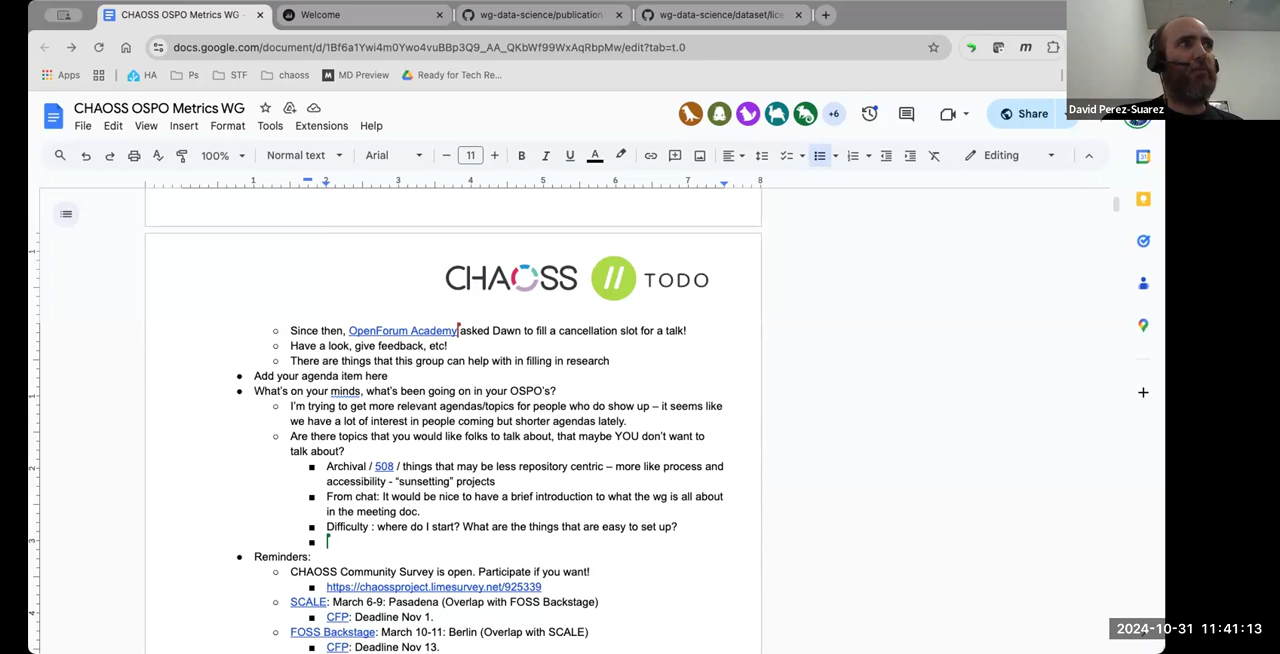 CHAOSS OSPO Metrics WG -
Welcome
wg-data-science/publication
wg-data-science/dataset/lice
docs.google.com/document/d/1Bf6a1Ywi4m0Ywo4vuBBp3Q9_AA_QKbWf99WxAqRbpMw/edit?tab=t.0
Apps
HA
Ps
STF
chaoss
MD Preview
Ready for Tech Re...
David Perez-Suarez
CHAOSS OSPO Metrics WG
File Edit View Insert Format Tools Extensions Help
+6
Share
100%
Normal text
Arial
11
Editing
1 2 3 4 5 6 7 8
CHAOSS TODO
Since then, OpenForum Academy asked Dawn to fill a cancellation slot for a talk!
Have a look, give feedback, etc!
There are things that this group can help with in filling in research
Add your agenda item here
What's on your minds, what's been going on in your OSPO's?
I'm trying to get more relevant agendas/topics for people who do show up – it seems like
we have a lot of interest in people coming but shorter agendas lately.
Are there topics that you would like folks to talk about, that maybe YOU don't want to
talk about?
Archival / 508 / things that may be less repository centric – more like process and
accessibility - "sunsetting" projects
From chat: It would be nice to have a brief introduction to what the wg is all about
in the meeting doc.
Difficulty : where do I start? What are the things that are easy to set up?
Reminders:
CHAOSS Community Survey is open. Participate if you want!
https://chaossproject.limesurvey.net/925339
SCALE: March 6-9: Pasadena (Overlap with FOSS Backstage)
CFP: Deadline Nov 1.
FOSS Backstage: March 10-11: Berlin (Overlap with SCALE)
CFP: Deadline Nov 13.
2024-10-31 11:41:13